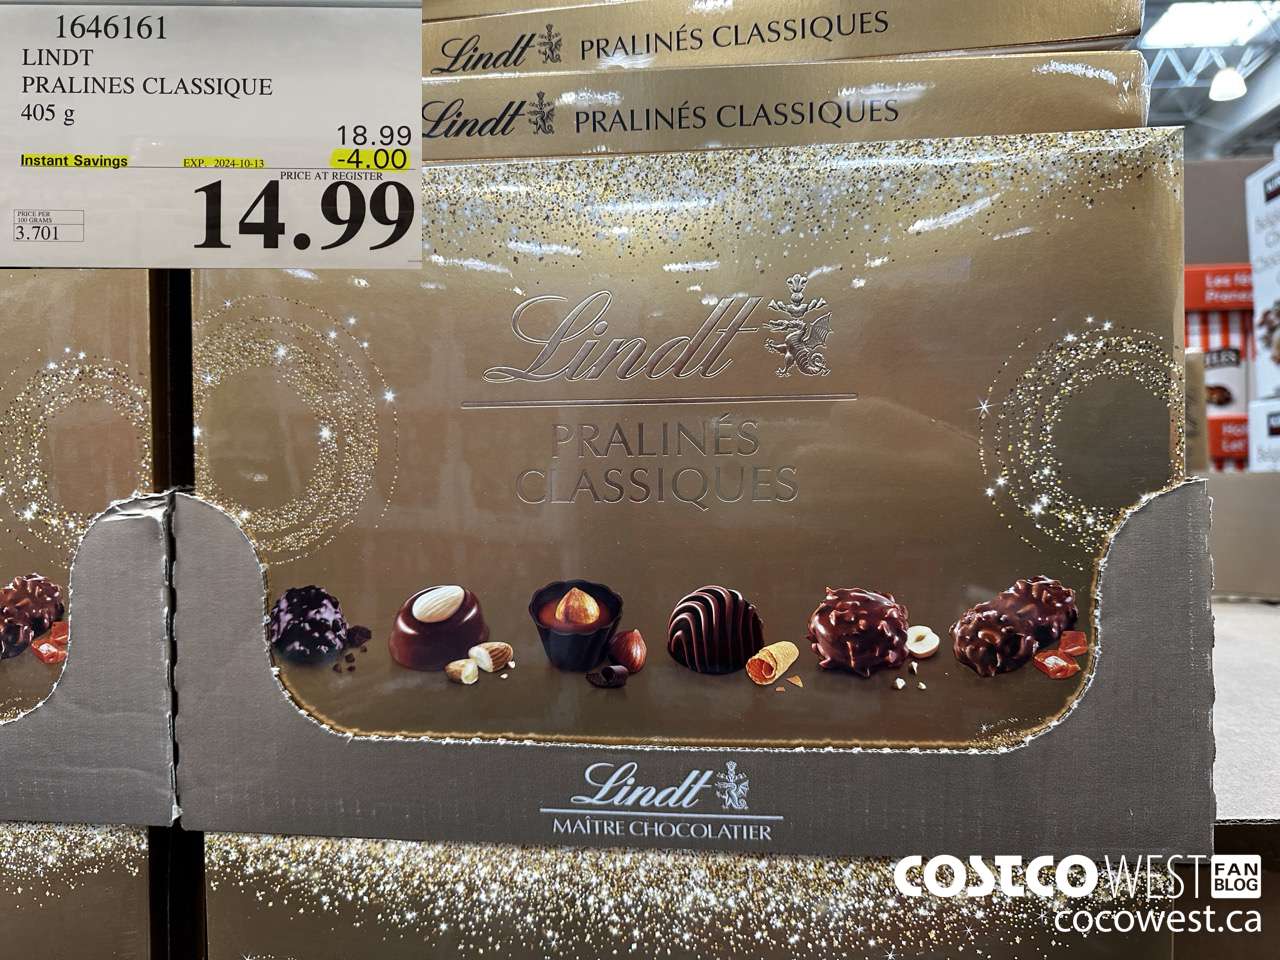 1646161
LINDT
PRALINES CLASSIQUE
405 g
18.99
Instant Savings EXP. 2024-10-13 -4.00
PRICE AT REGISTER
14.99
PRICE PER
100 GRAMS
3.701
Lindt PRALINÉS CLASSIQUES
Lindt PRALINÉS CLASSIQUES
Lindt
PRALINÉS
CLASSIQUES
Lindt
MAÎTRE CHOCOLATIER
COSTCO WEST FAN BLOG
cocowest.ca